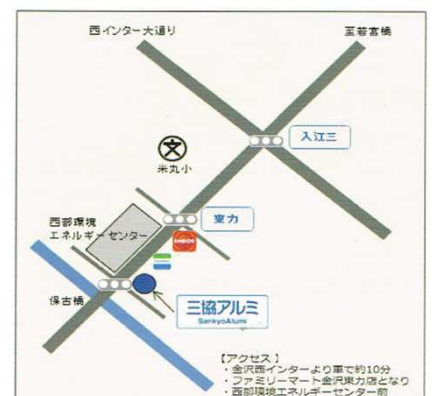 西インター大通り
至若宮橋
入江三
文
米丸小
東力
西部環境
エネルギーセンター
ENEOS
保古橋
三協アルミ
SankyoAlumi
【アクセス】
・金沢西インターより車で約10分
・ファミリーマート金沢東力店となり
・西部環境エネルギーセンター前